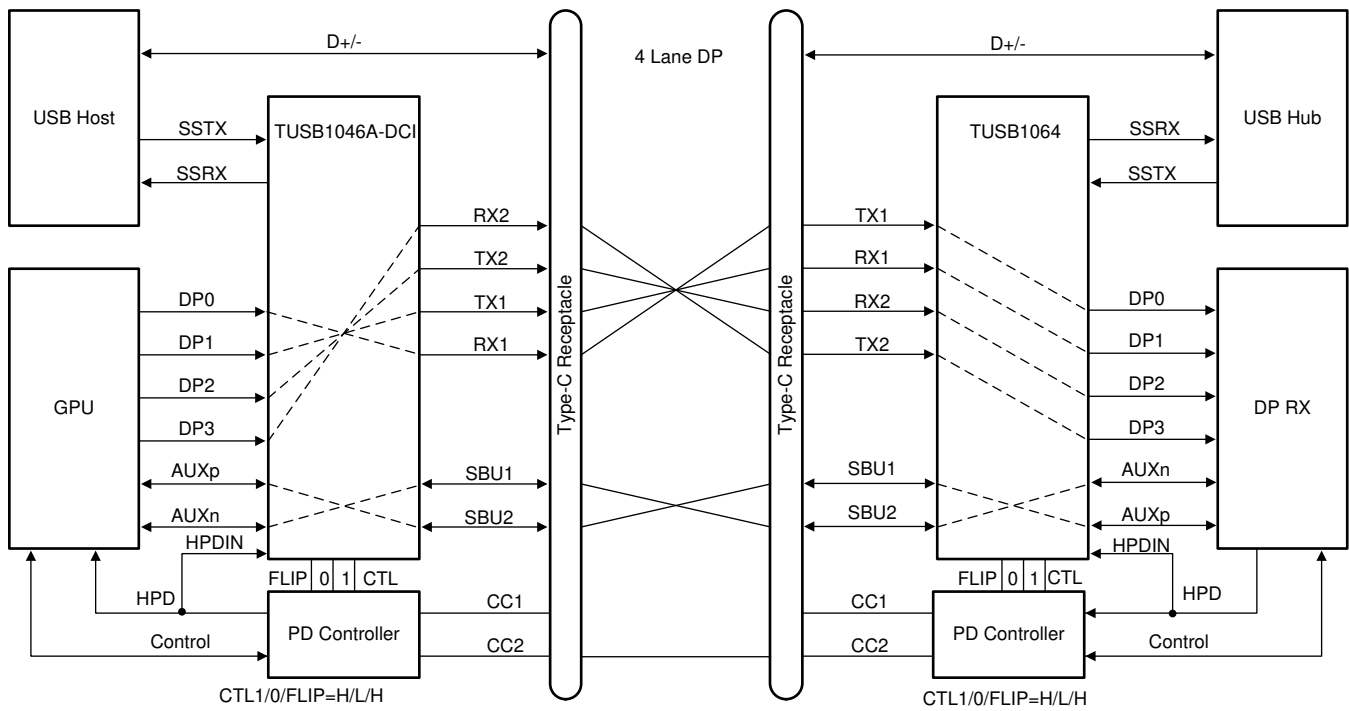 D+/-
4 Lane DP
D+/-
USB Host
SSTX
SSRX
TUSB1046A-DCI
TUSB1064
SSRX
SSTX
USB Hub
RX2
TX2
TX1
RX1
Type-C Receptacle
Type-C Receptacle
TX1
RX1
RX2
TX2
GPU
DP0
DP1
DP2
DP3
AUXp
AUXn
HPDIN
SBU1
SBU2
SBU1
SBU2
DP0
DP1
DP2
DP3
AUXn
AUXp
HPDIN
DP RX
FLIP 0 1 CTL
HPD
Control
PD Controller
CC1
CC2
CTL1/0/FLIP=H/L/H
FLIP 0 1 CTL
CC1
CC2
PD Controller
HPD
Control
CTL1/0/FLIP=H/L/H